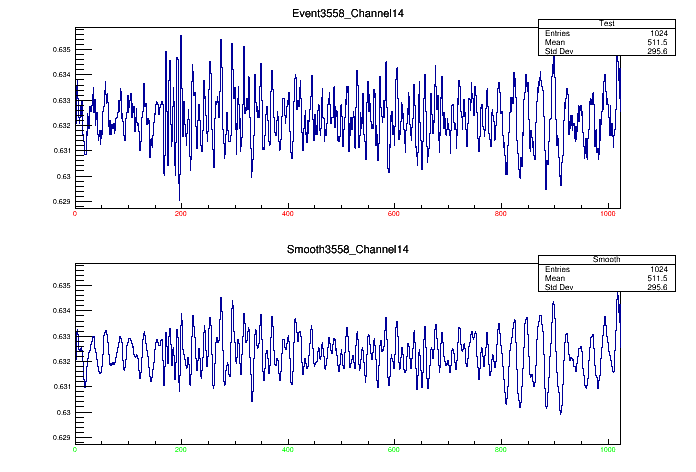 Event3558_Channel14
Test
Entries 1024
Mean 511.5
Std Dev 295.6
0.635
0.634
0.633
0.632
0.631
0.63
0.629
0 200 400 600 800 1000
Smooth3558_Channel14
Smooth
Entries 1024
Mean 511.5
Std Dev 295.6
0.635
0.634
0.633
0.632
0.631
0.63
0.629
0 200 400 600 800 1000